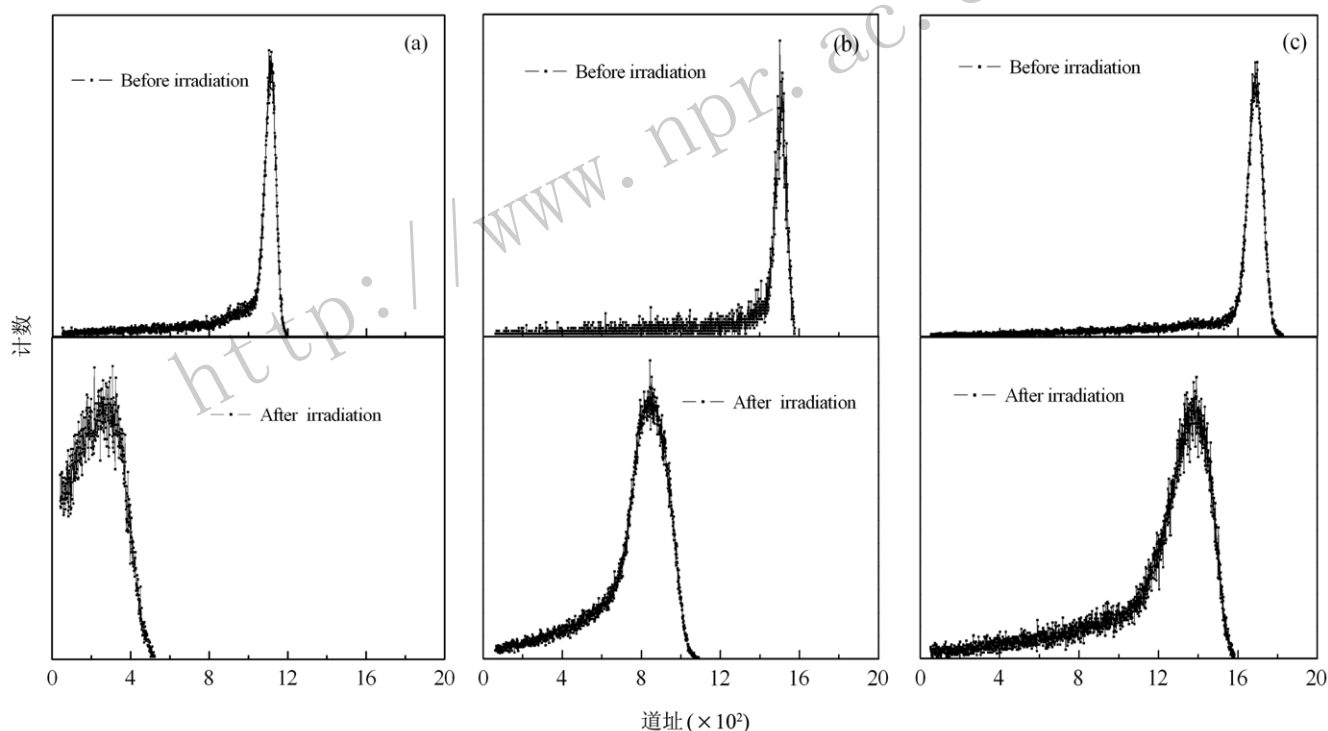 (a)
(b)
(c)
Before irradiation
Before irradiation
Before irradiation
After irradiation
After irradiation
After irradiation
计数
0 4 8 12 16 20
0 4 8 12 16 20
0 4 8 12 16 20
道址 (×10²)
http://www.npr.ac.